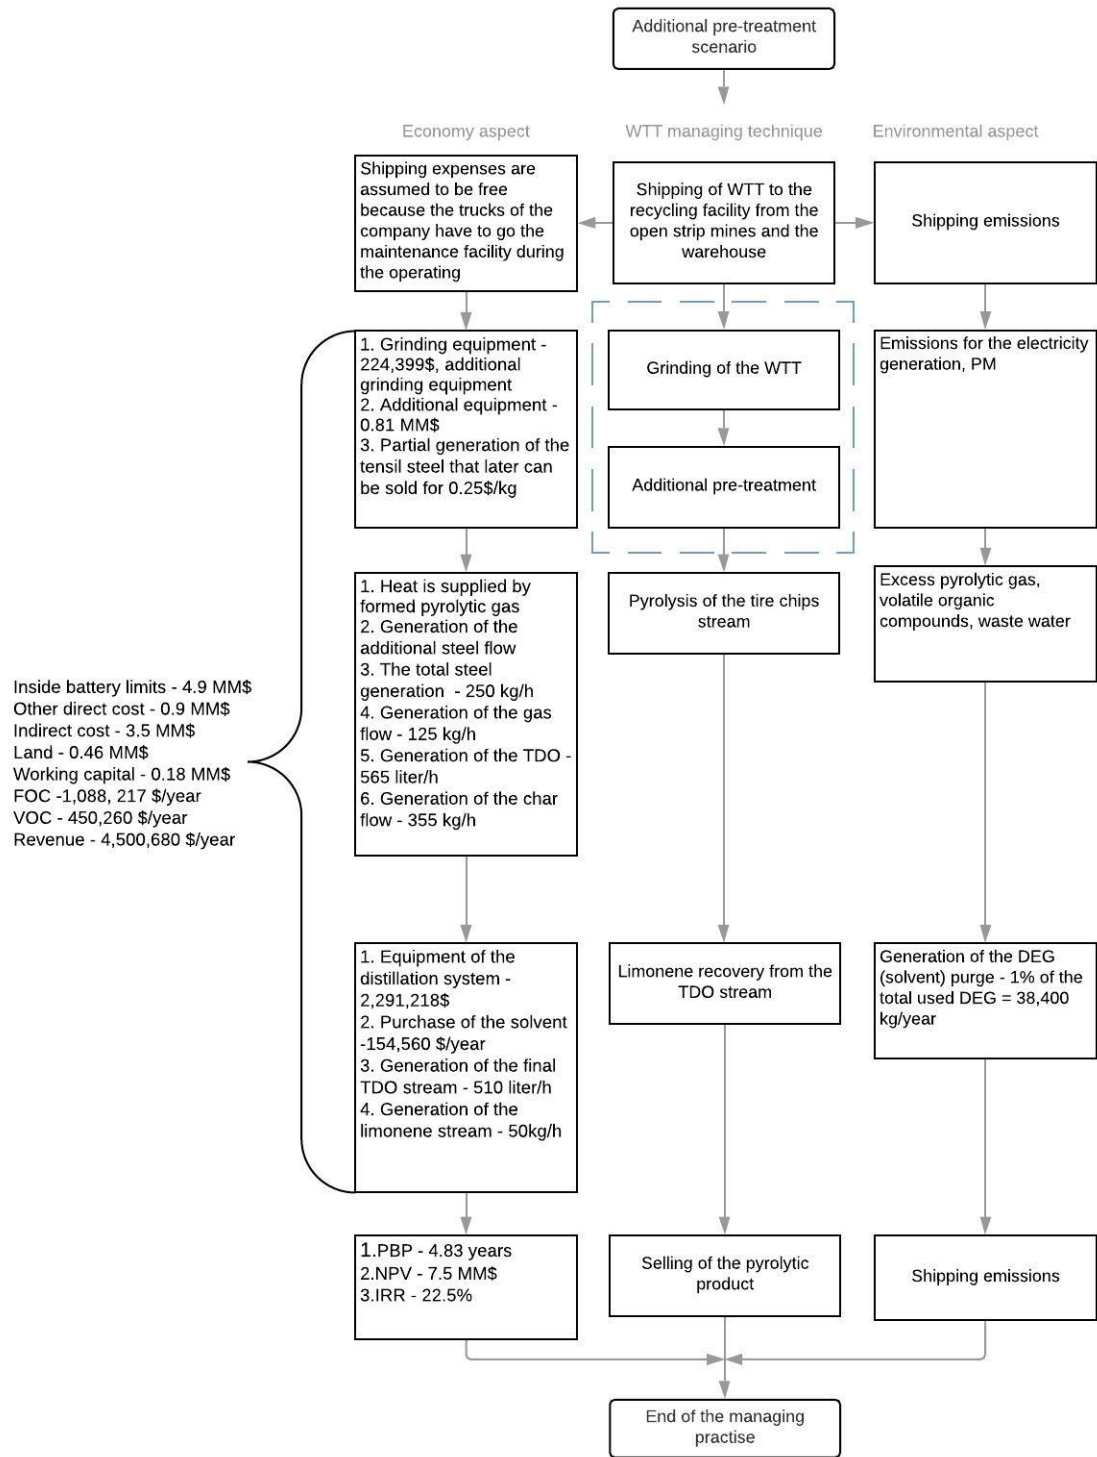 Additional pre-treatment
scenario
Economy aspect
WTT managing technique
Environmental aspect
Shipping expenses are
assumed to be free
because the trucks of the
company have to go the
maintenance facility during
the operating
Shipping of WTT to the
recycling facility from the
open strip mines and the
warehouse
Shipping emissions
1. Grinding equipment -
224,399$, additional
grinding equipment
2. Additional equipment -
0.81 MM$
3. Partial generation of the
tensil steel that later can
be sold for 0.25$/kg
Grinding of the WTT
Additional pre-treatment
Emissions for the electricity
generation, PM
1. Heat is supplied by
formed pyrolytic gas
2. Generation of the
additional steel flow
3. The total steel
generation - 250 kg/h
4. Generation of the gas
flow - 125 kg/h
5. Generation of the TDO -
565 liter/h
6. Generation of the char
flow - 355 kg/h
Pyrolysis of the tire chips
stream
Excess pyrolytic gas,
volatile organic
compounds, waste water
Inside battery limits - 4.9 MM$
Other direct cost - 0.9 MM$
Indirect cost - 3.5 MM$
Land - 0.46 MM$
Working capital - 0.18 MM$
FOC -1,088, 217 $/year
VOC - 450,260 $/year
Revenue - 4,500,680 $/year
1. Equipment of the
distillation system -
2,291,218$
2. Purchase of the solvent
-154,560 $/year
3. Generation of the final
TDO stream - 510 liter/h
4. Generation of the
limonene stream - 50kg/h
Limonene recovery from the
TDO stream
Generation of the DEG
(solvent) purge - 1% of the
total used DEG = 38,400
kg/year
1.PBP - 4.83 years
2.NPV - 7.5 MM$
3.IRR - 22.5%
Selling of the pyrolytic
product
Shipping emissions
End of the managing
practise